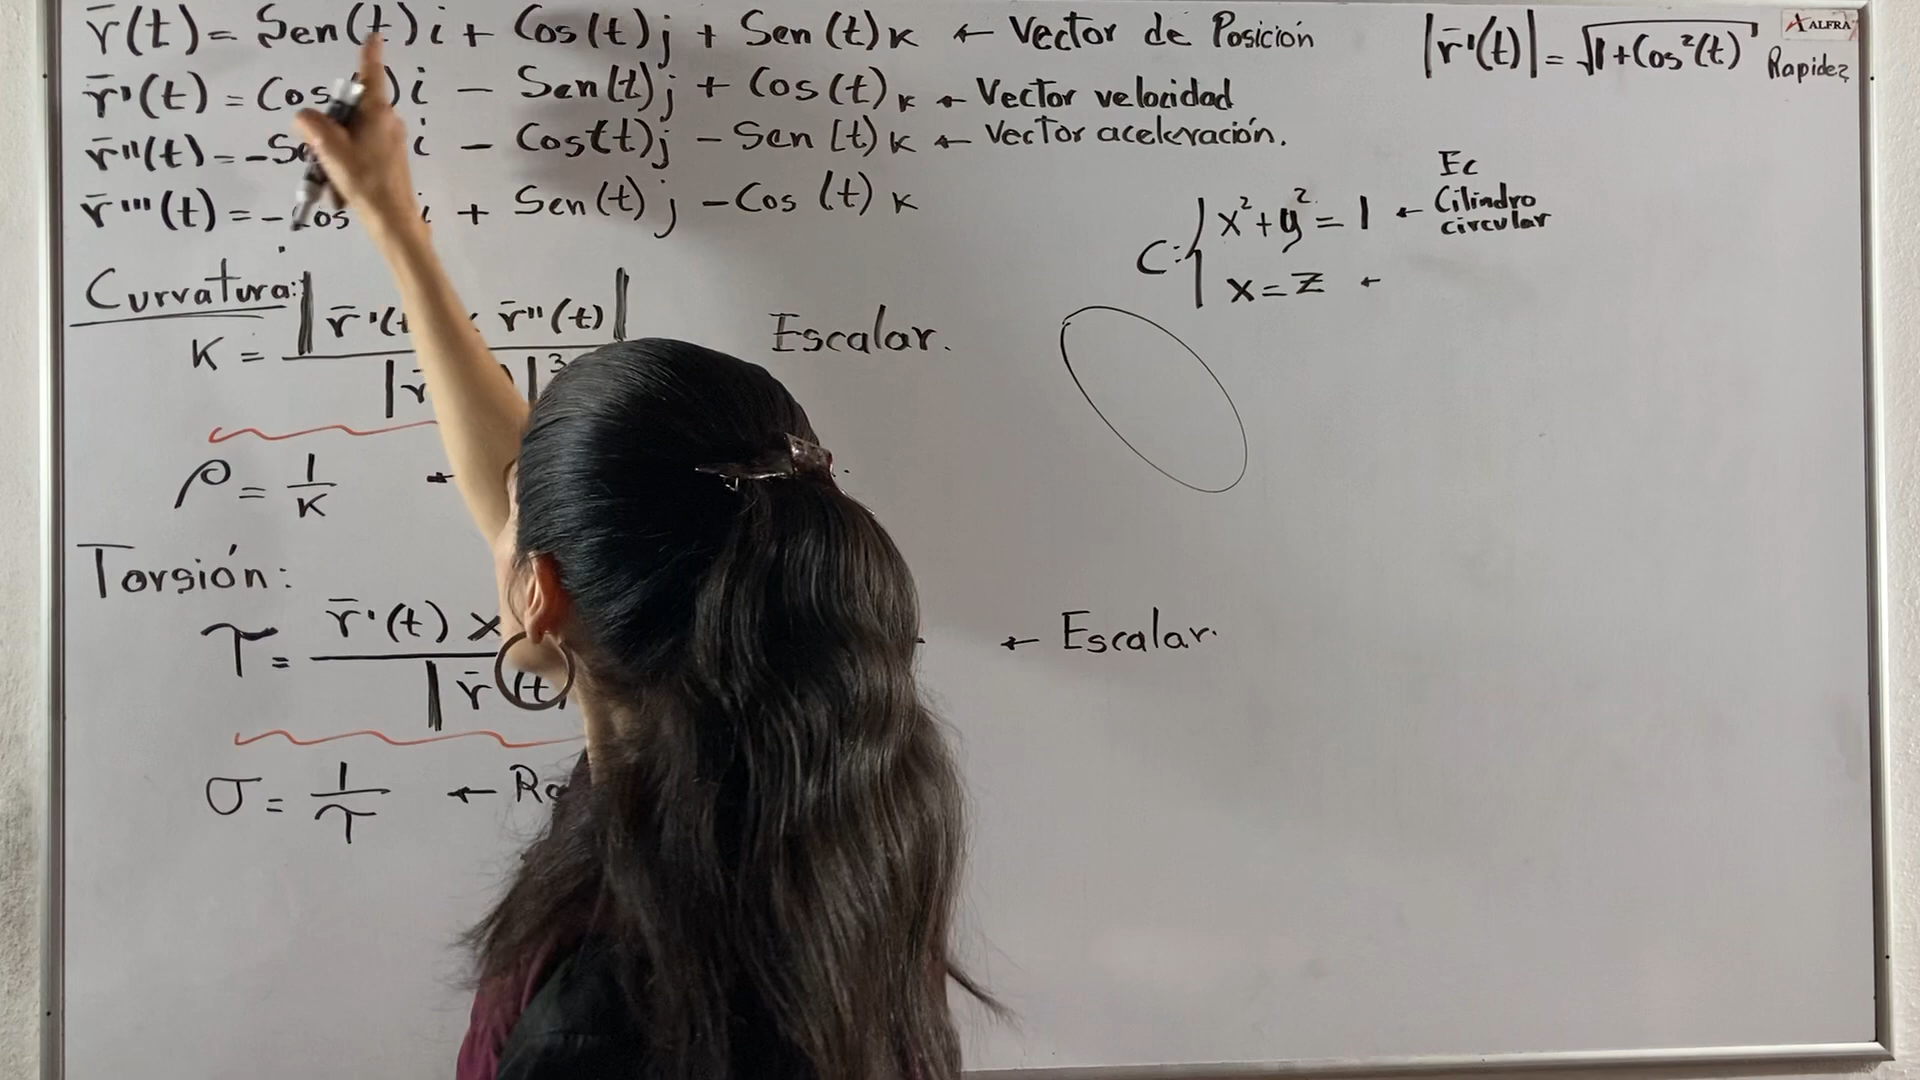 r̄(t) = Sen(t)i + Cos(t)j + Sen(t)k ← Vector de Posición
r̄'(t) = Cos )i − Sen(t)j + Cos(t)k ← Vector velocidad
r̄''(t) = - i − Cos(t)j − Sen(t)k ← Vector aceleración.
r̄'''(t) = - Cos i + Sen(t)j − Cos(t)k
|r̄'(t)| = √1+Cos²(t)
Rapidez
ALFRA
C: { x²+y² = 1 ← Ec Cilindro circular
x = z ←
Curvatura:
K = |r̄'(t r̄''(t)| / |r̄ |³
Escalar.
ρ = 1/K ←
Torsión:
T = r̄'(t) x / |r̄ (t
← Escalar.
σ = 1/T ←